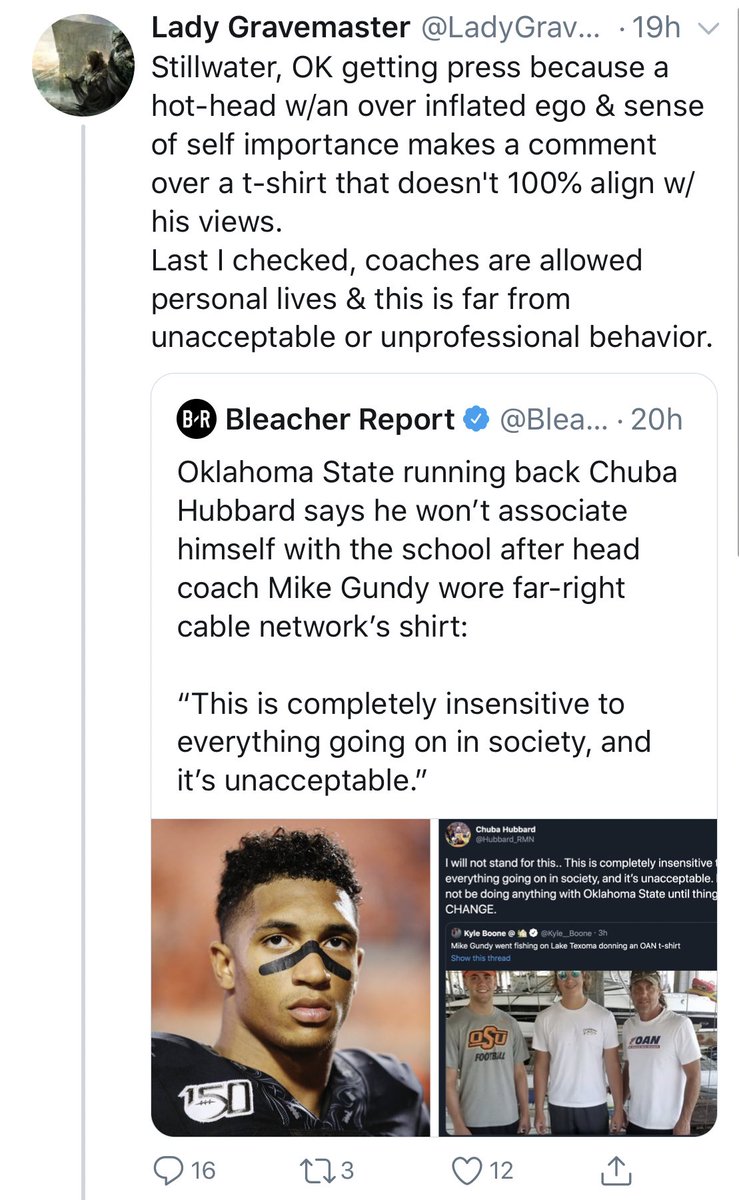 Lady Gravemaster @LadyGrav... · 19h
Stillwater, OK getting press because a
hot-head w/an over inflated ego & sense
of self importance makes a comment
over a t-shirt that doesn't 100% align w/
his views.
Last I checked, coaches are allowed
personal lives & this is far from
unacceptable or unprofessional behavior.
B·R Bleacher Report @Blea... · 20h
Oklahoma State running back Chuba
Hubbard says he won’t associate
himself with the school after head
coach Mike Gundy wore far-right
cable network’s shirt:
“This is completely insensitive to
everything going on in society, and
it’s unacceptable.”
150
Chuba Hubbard
@Hubbard_RMN
I will not stand for this.. This is completely insensitive
everything going on in society, and it's unacceptable.
not be doing anything with Oklahoma State until thing
CHANGE.
Kyle Boone @Kyle__Boone · 3h
Mike Gundy went fishing on Lake Texoma donning an OAN t-shirt
Show this thread
OSU
FOOTBALL
OAN
16 3 12